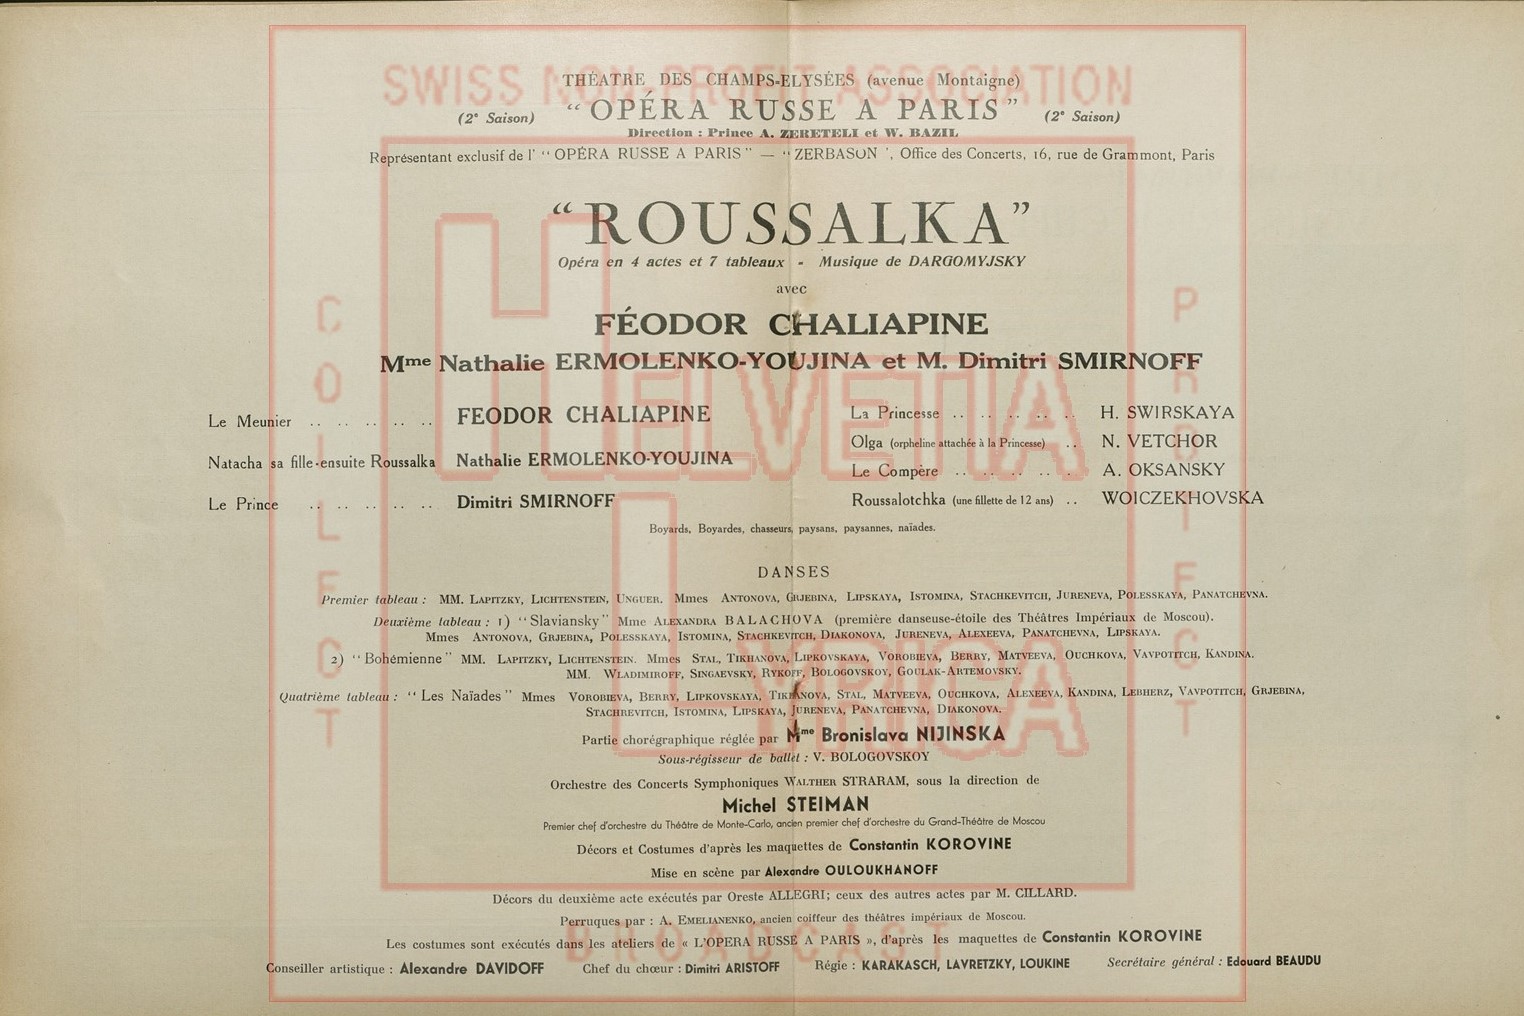 THÉATRE DES CHAMPS-ELYSÉES (avenue Montaigne)
(2e Saison) “ OPÉRA RUSSE A PARIS ” (2e Saison)
Direction : Prince A. ZERETELI et W. BAZIL
Représentant exclusif de l' “ OPÉRA RUSSE A PARIS ” — “ ZERBASON ', Office des Concerts, 16, rue de Grammont, Paris
“ROUSSALKA”
Opéra en 4 actes et 7 tableaux - Musique de DARGOMYJSKY
avec
FÉODOR CHALIAPINE
Mme Nathalie ERMOLENKO-YOUJINA et M. Dimitri SMIRNOFF
Le Meunier .. .. .. .. .. FEODOR CHALIAPINE
Natacha sa fille-ensuite Roussalka Nathalie ERMOLENKO-YOUJINA
Le Prince .. .. .. .. .. Dimitri SMIRNOFF
La Princesse .. .. .. .. .. H. SWIRSKAYA
Olga (orpheline attachée à la Princesse) .. N. VETCHOR
Le Compère .. .. .. .. .. A. OKSANSKY
Roussalotchka (une fillette de 12 ans) .. WOICZEKHOVSKA
Boyards, Boyardes, chasseurs, paysans, paysannes, naïades.
DANSES
Premier tableau : MM. LAPITZKY, LICHTENSTEIN, UNGUER. Mmes ANTONOVA, GRJEBINA, LIPSKAYA, ISTOMINA, STACHKEVITCH, JURENEVA, POLESSKAYA, PANATCHEVNA.
Deuxième tableau : 1) “Slaviansky” Mme ALEXANDRA BALACHOVA (première danseuse-étoile des Théâtres Impériaux de Moscou).
Mmes ANTONOVA, GRJEBINA, POLESSKAYA, ISTOMINA, STACHKEVITCH, DIAKONOVA, JURENEVA, ALEXEEVA, PANATCHEVNA, LIPSKAYA.
2) “Bohémienne” MM. LAPITZKY, LICHTENSTEIN. Mmes STAL, TIKHANOVA, LIPKOVSKAYA, VOROBIEVA, BERRY, MATVEEVA, OUCHKOVA, VAVPOTITCH, KANDINA.
MM. WLADIMIROFF, SINGAEVSKY, RYKOFF, BOLOGOVSKOY, GOULAK-ARTEMOVSKY.
Quatrième tableau : “ Les Naïades ” Mmes VOROBIEVA, BERRY, LIPKOVSKAYA, TIKHANOVA, STAL, MATVEEVA, OUCHKOVA, ALEXEEVA, KANDINA, LEBHERZ, VAVPOTITCH, GRJEBINA,
STACHREVITCH, ISTOMINA, LIPSKAYA, JURENEVA, PANATCHEVNA, DIAKONOVA.
Partie chorégraphique réglée par Mme Bronislava NIJINSKA
Sous-régisseur de ballet : V. BOLOGOVSKOY
Orchestre des Concerts Symphoniques WALTHER STRARAM, sous la direction de
Michel STEIMAN
Premier chef d'orchestre du Théâtre de Monte-Carlo, ancien premier chef d'orchestre du Grand-Théâtre de Moscou
Décors et Costumes d'après les maquettes de Constantin KOROVINE
Mise en scène par Alexandre OULOUKHANOFF
Décors du deuxième acte exécutés par Oreste ALLEGRI; ceux des autres actes par M. CILLARD.
Perruques par : A. EMELIANENKO, ancien coiffeur des théâtres impériaux de Moscou.
Les costumes sont exécutés dans les ateliers de « L'OPERA RUSSE A PARIS », d'après les maquettes de Constantin KOROVINE
Conseiller artistique : Alexandre DAVIDOFF Chef du chœur : Dimitri ARISTOFF Régie : KARAKASCH, LAVRETZKY, LOUKINE Secrétaire général : Edouard BEAUDU
SWISS NON PROFIT ASSOCIATION
COLLECT
HELVETIA
LYRICA
PROTECT
BROADCAST